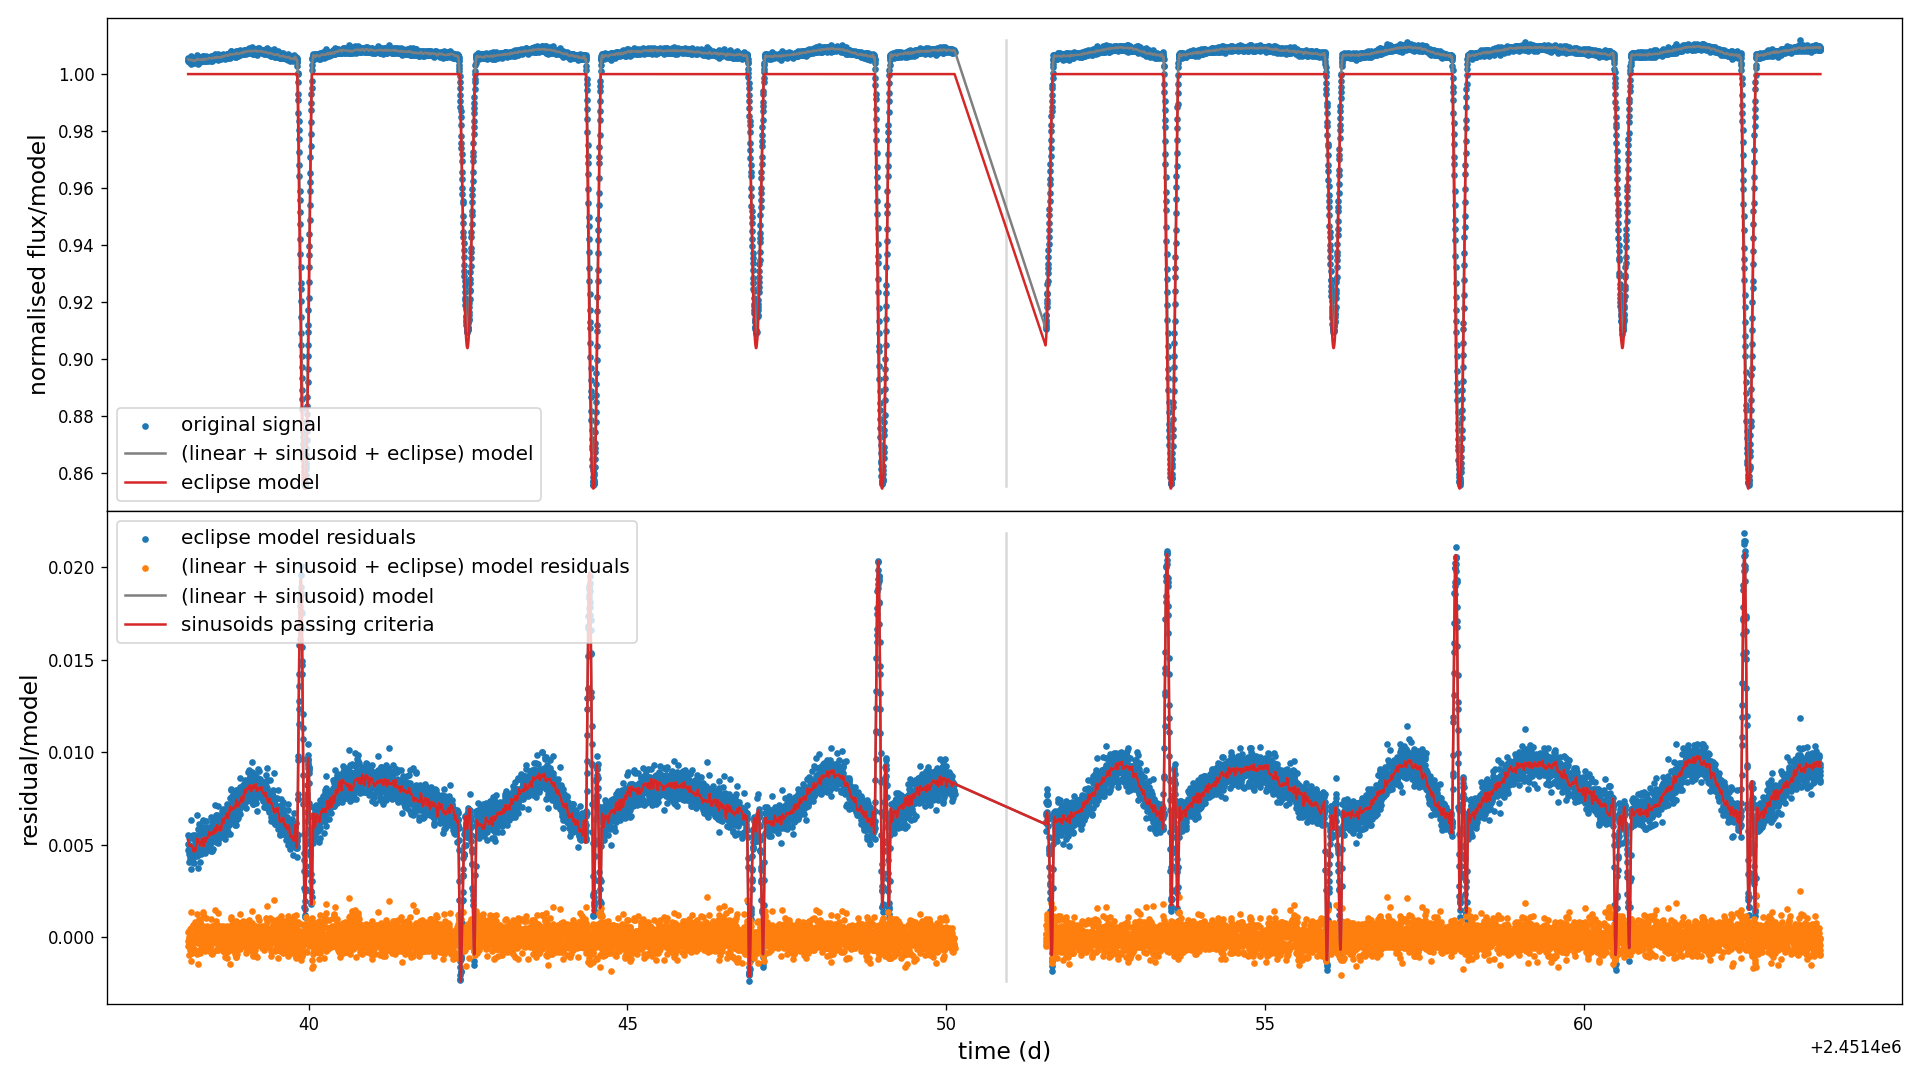 normalised flux/model
1.00
0.98
0.96
0.94
0.92
0.90
0.88
0.86
original signal
(linear + sinusoid + eclipse) model
eclipse model
residual/model
0.020
0.015
0.010
0.005
0.000
eclipse model residuals
(linear + sinusoid + eclipse) model residuals
(linear + sinusoid) model
sinusoids passing criteria
40 45 50 55 60
time (d)
+2.4514e6